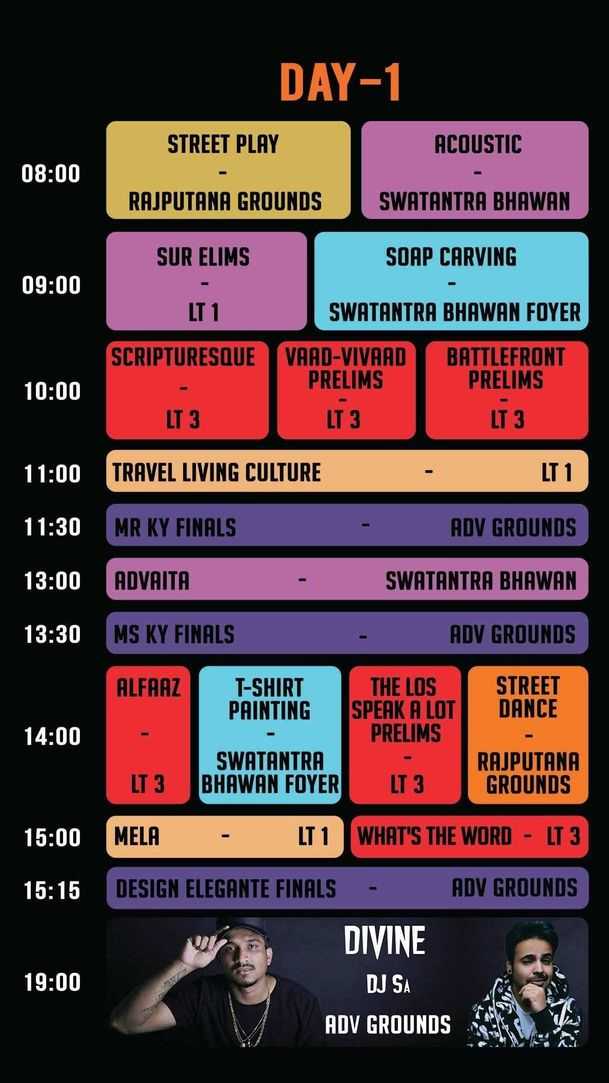 DAY-1
08:00
STREET PLAY
-
RAJPUTANA GROUNDS
ACOUSTIC
-
SWATANTRA BHAWAN
09:00
SUR ELIMS
-
LT 1
SOAP CARVING
-
SWATANTRA BHAWAN FOYER
10:00
SCRIPTURESQUE
-
LT 3
VAAD-VIVAAD
PRELIMS
-
LT 3
BATTLEFRONT
PRELIMS
-
LT 3
11:00
TRAVEL LIVING CULTURE - LT 1
11:30
MR KY FINALS - ADV GROUNDS
13:00
ADVAITA - SWATANTRA BHAWAN
13:30
MS KY FINALS - ADV GROUNDS
14:00
ALFAAZ
-
LT 3
T-SHIRT
PAINTING
-
SWATANTRA
BHAWAN FOYER
THE LOS
SPEAK A LOT
PRELIMS
-
LT 3
STREET
DANCE
-
RAJPUTANA
GROUNDS
15:00
MELA - LT 1
WHAT'S THE WORD - LT 3
15:15
DESIGN ELEGANTE FINALS - ADV GROUNDS
19:00
DIVINE
DJ SA
ADV GROUNDS